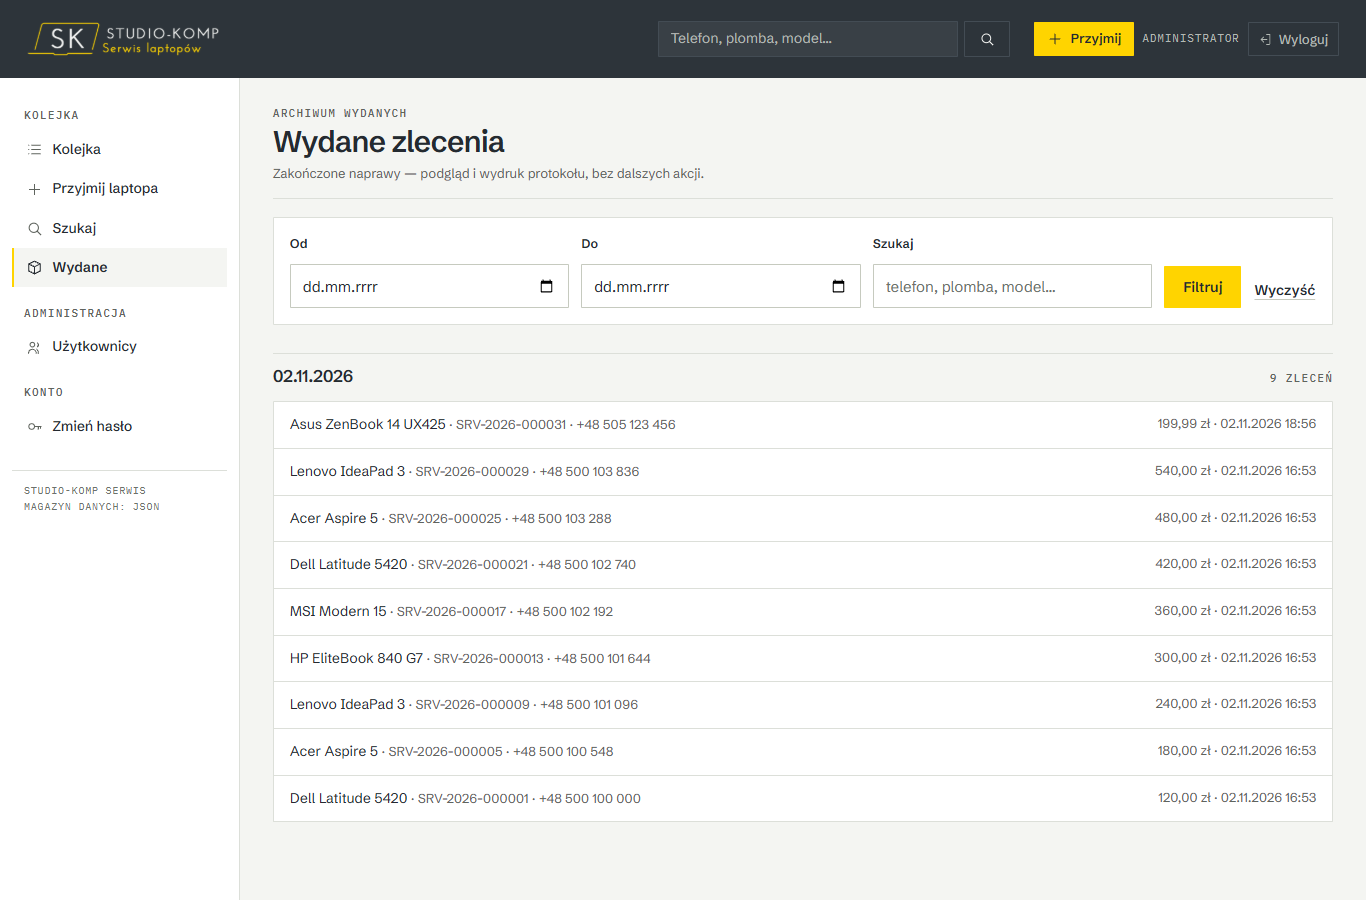 SK STUDIO-KOMP
Serwis laptopów
Telefon, plomba, model...
Przyjmij
ADMINISTRATOR
Wyloguj
KOLEJKA
Kolejka
Przyjmij laptopa
Szukaj
Wydane
ADMINISTRACJA
Użytkownicy
KONTO
Zmień hasło
STUDIO-KOMP SERWIS
MAGAZYN DANYCH: JSON
ARCHIWUM WYDANYCH
Wydane zlecenia
Zakończone naprawy — podgląd i wydruk protokołu, bez dalszych akcji.
Od
Do
Szukaj
dd.mm.rrrr
dd.mm.rrrr
telefon, plomba, model...
Filtruj
Wyczyść
02.11.2026
9 ZLECEŃ
Asus ZenBook 14 UX425 · SRV-2026-000031 · +48 505 123 456 199,99 zł · 02.11.2026 18:56
Lenovo IdeaPad 3 · SRV-2026-000029 · +48 500 103 836 540,00 zł · 02.11.2026 16:53
Acer Aspire 5 · SRV-2026-000025 · +48 500 103 288 480,00 zł · 02.11.2026 16:53
Dell Latitude 5420 · SRV-2026-000021 · +48 500 102 740 420,00 zł · 02.11.2026 16:53
MSI Modern 15 · SRV-2026-000017 · +48 500 102 192 360,00 zł · 02.11.2026 16:53
HP EliteBook 840 G7 · SRV-2026-000013 · +48 500 101 644 300,00 zł · 02.11.2026 16:53
Lenovo IdeaPad 3 · SRV-2026-000009 · +48 500 101 096 240,00 zł · 02.11.2026 16:53
Acer Aspire 5 · SRV-2026-000005 · +48 500 100 548 180,00 zł · 02.11.2026 16:53
Dell Latitude 5420 · SRV-2026-000001 · +48 500 100 000 120,00 zł · 02.11.2026 16:53